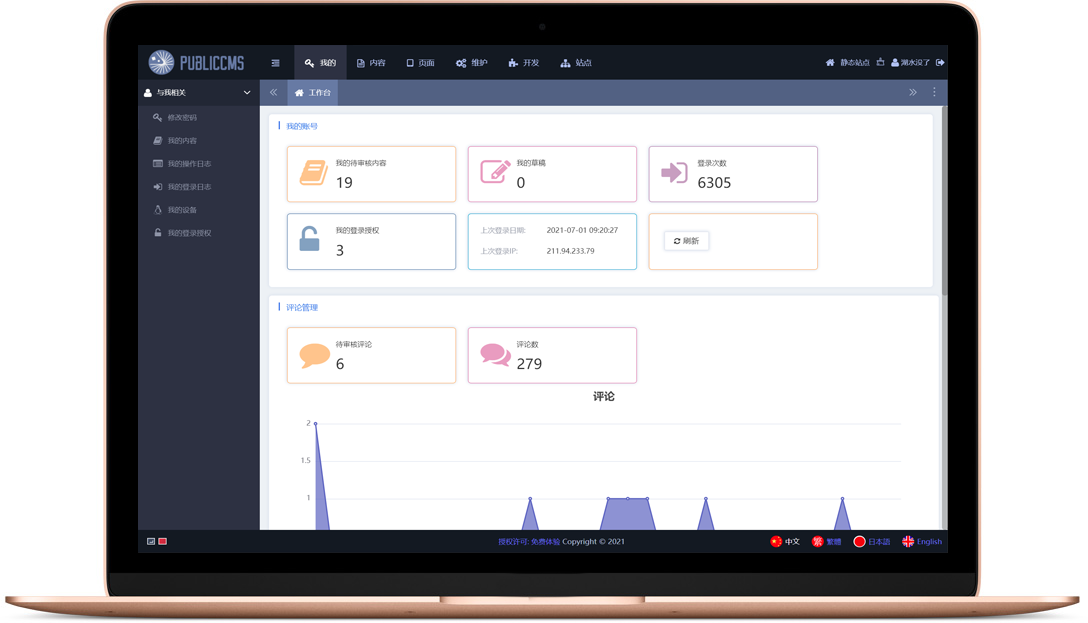 PUBLICCMS
我的
内容
页面
维护
开发
站点
静态站点
湖水没了
与我相关
工作台
修改密码
我的内容
我的操作日志
我的登录日志
我的设备
我的登录授权
我的账号
我的待审核内容
19
我的草稿
0
登录次数
6305
我的登录授权
3
上次登录日期: 2021-07-01 09:20:27
上次登录IP: 211.94.233.79
刷新
评论管理
待审核评论
6
评论数
279
评论
2
1.5
1
授权许可: 免费体验 Copyright © 2021
中文
繁 繁體
日本語
English